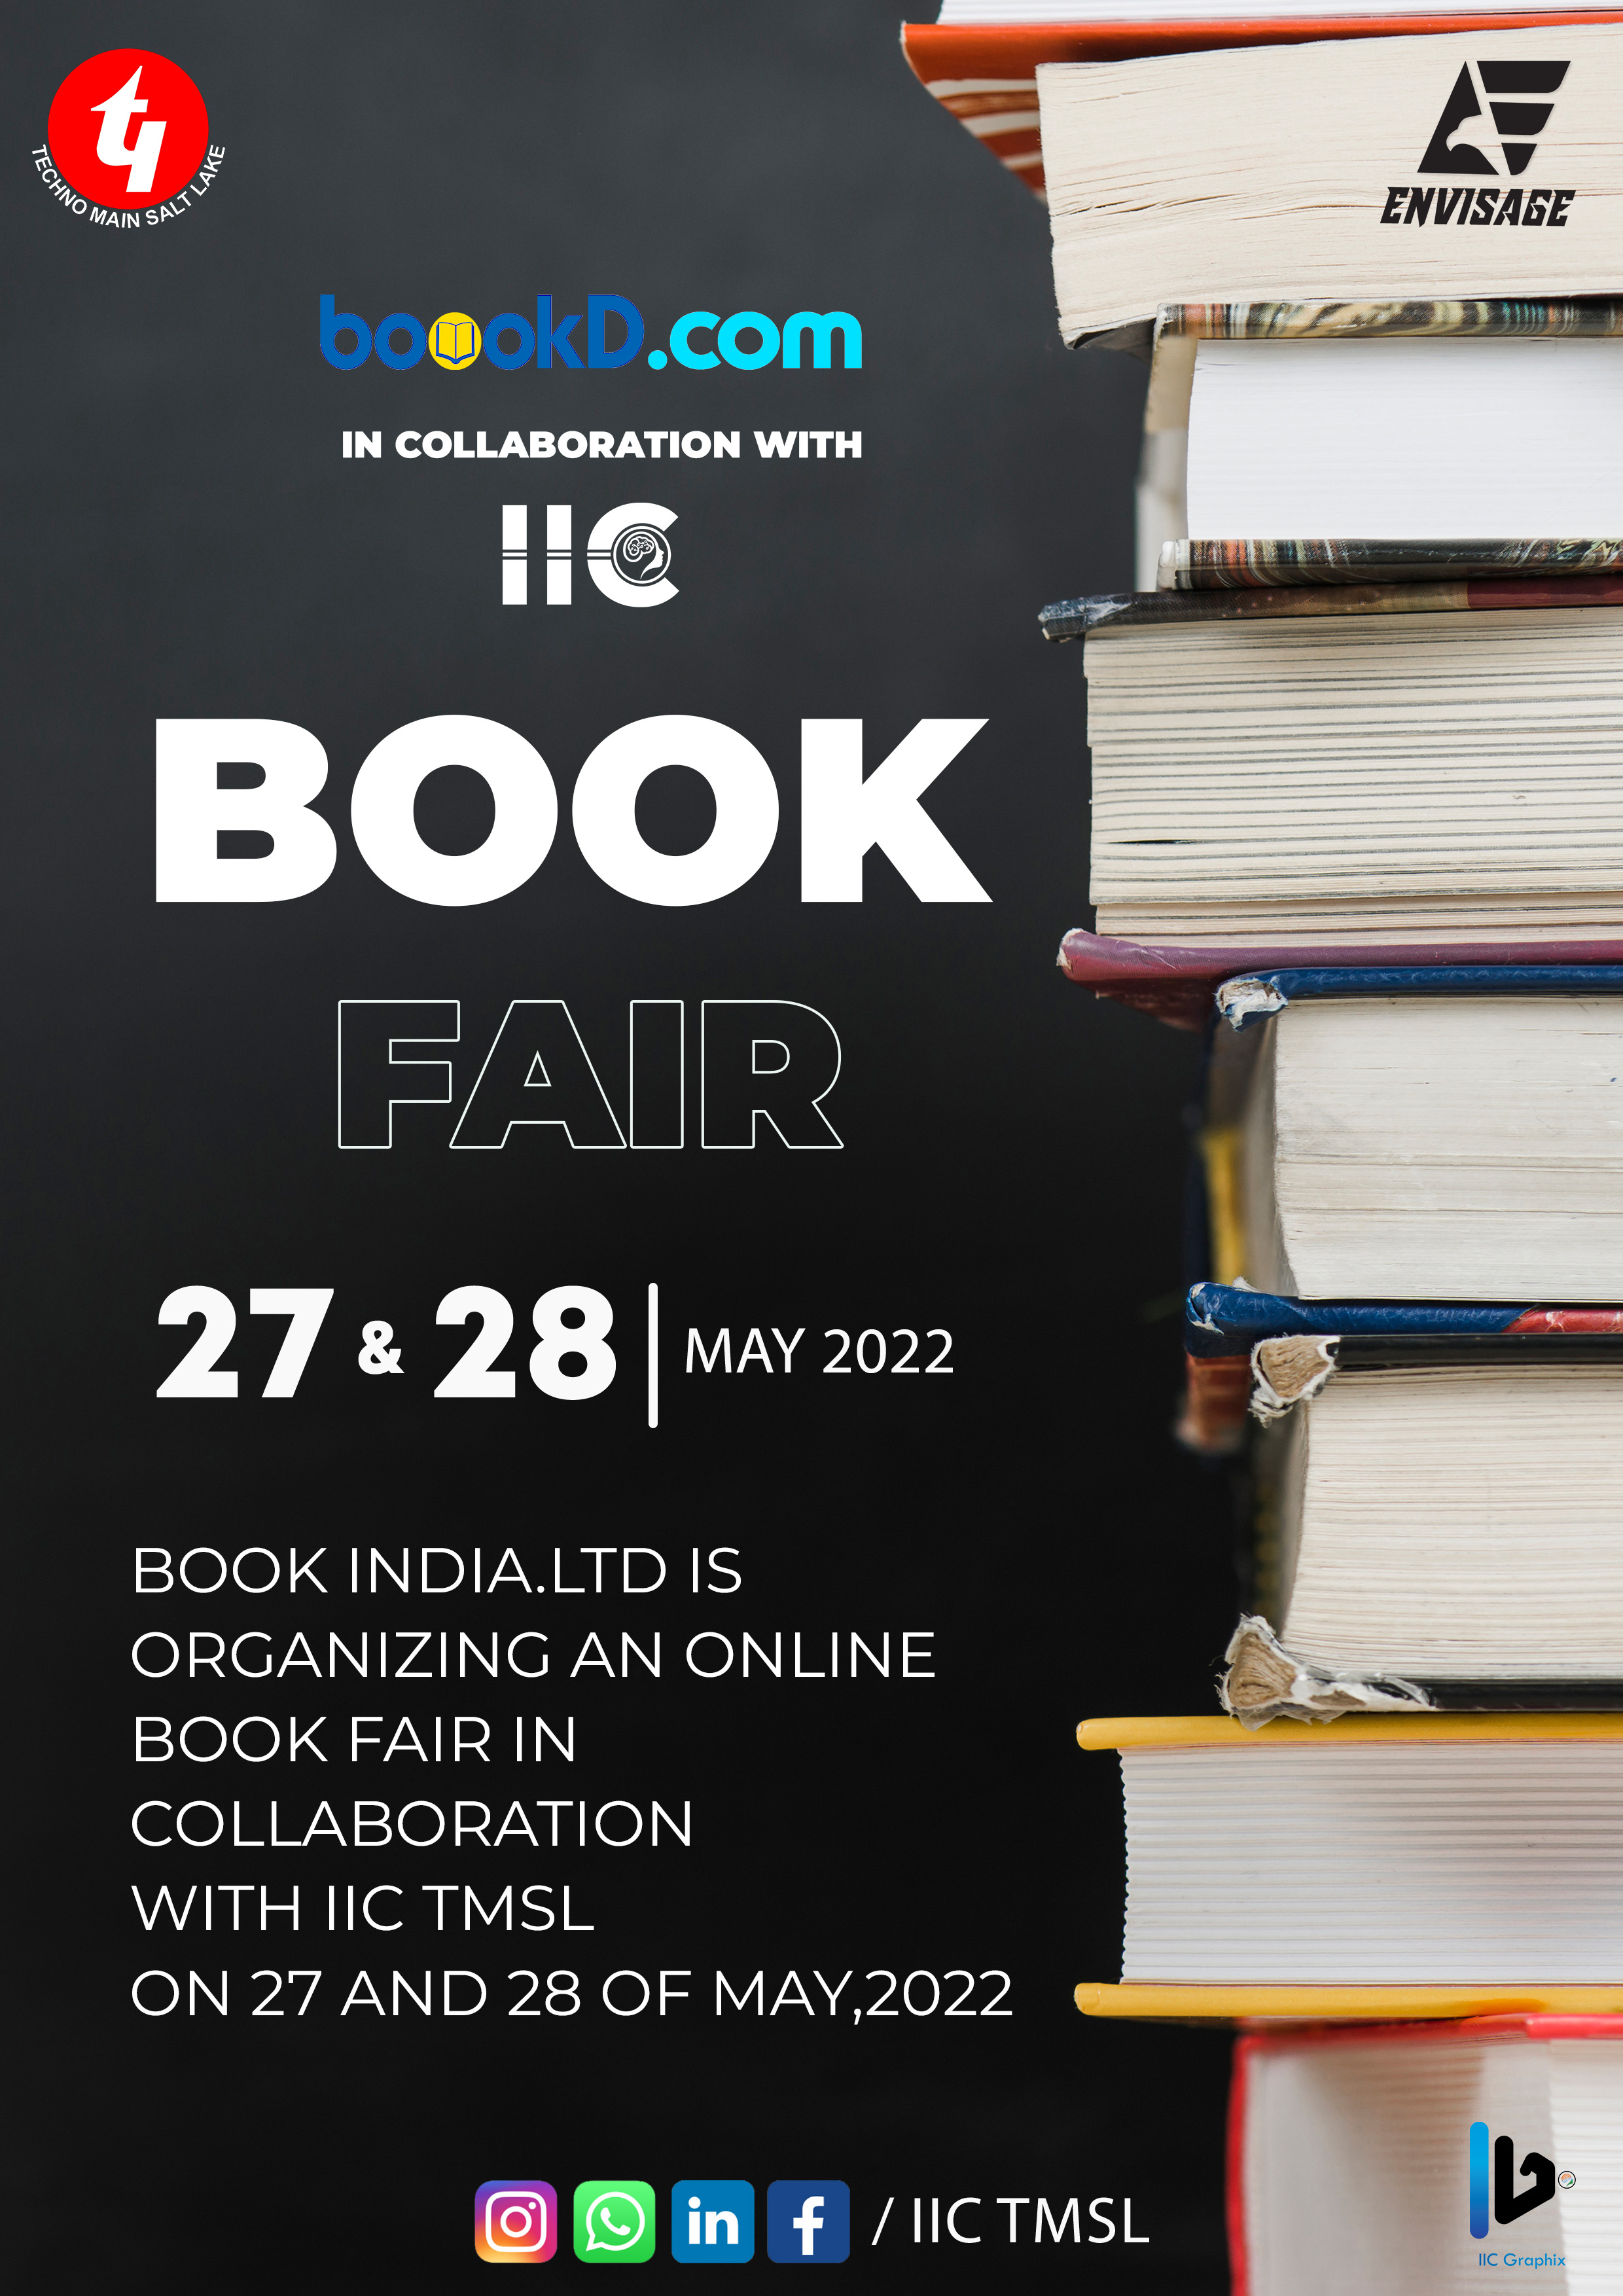 TECHNO MAIN SALT LAKE
ENVISAGE
boookD.com
IN COLLABORATION WITH
IIC
BOOK
FAIR
27 & 28 | MAY 2022
BOOK INDIA.LTD IS
ORGANIZING AN ONLINE
BOOK FAIR IN
COLLABORATION
WITH IIC TMSL
ON 27 AND 28 OF MAY,2022
in f / IIC TMSL
IIC Graphix